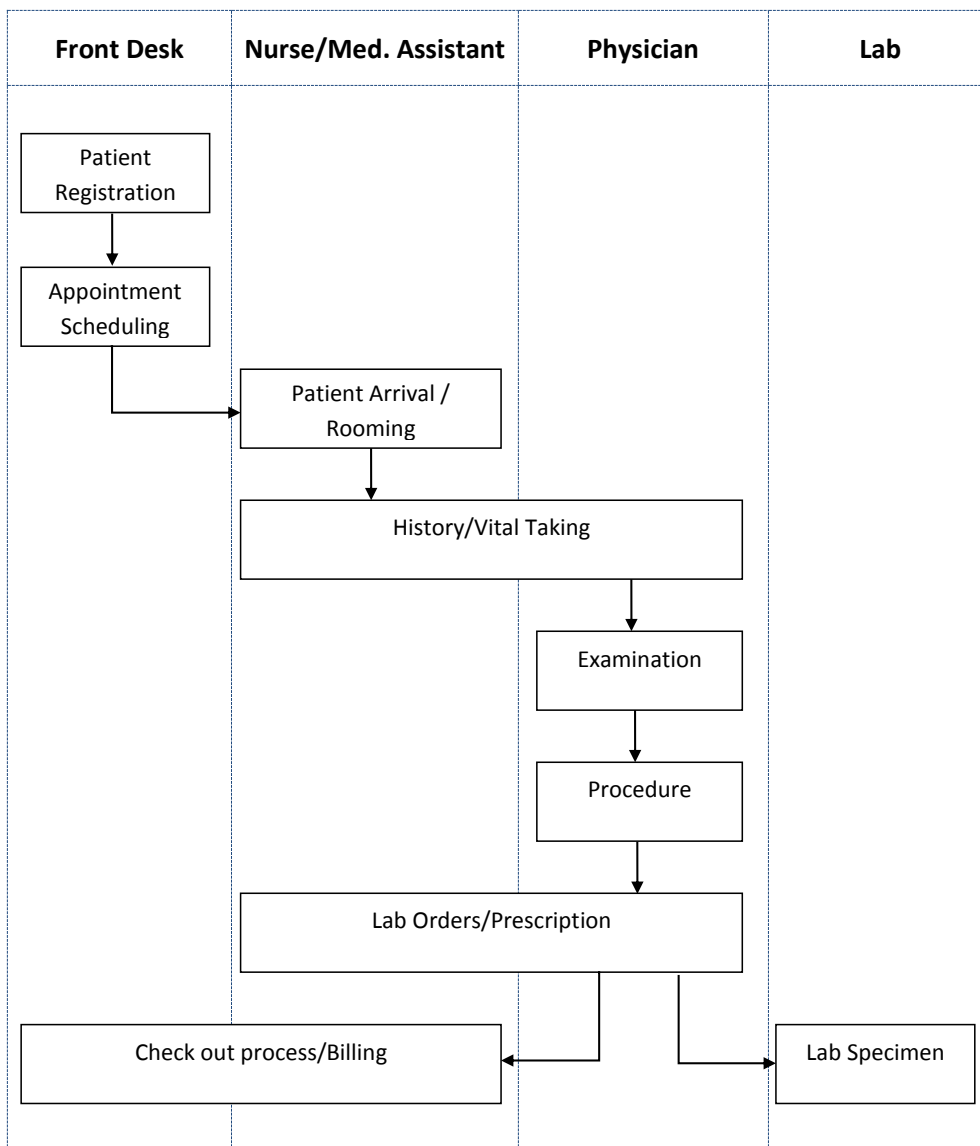 Front Desk
Nurse/Med. Assistant
Physician
Lab
Patient
Registration
Appointment
Scheduling
Patient Arrival /
Rooming
History/Vital Taking
Examination
Procedure
Lab Orders/Prescription
Check out process/Billing
Lab Specimen